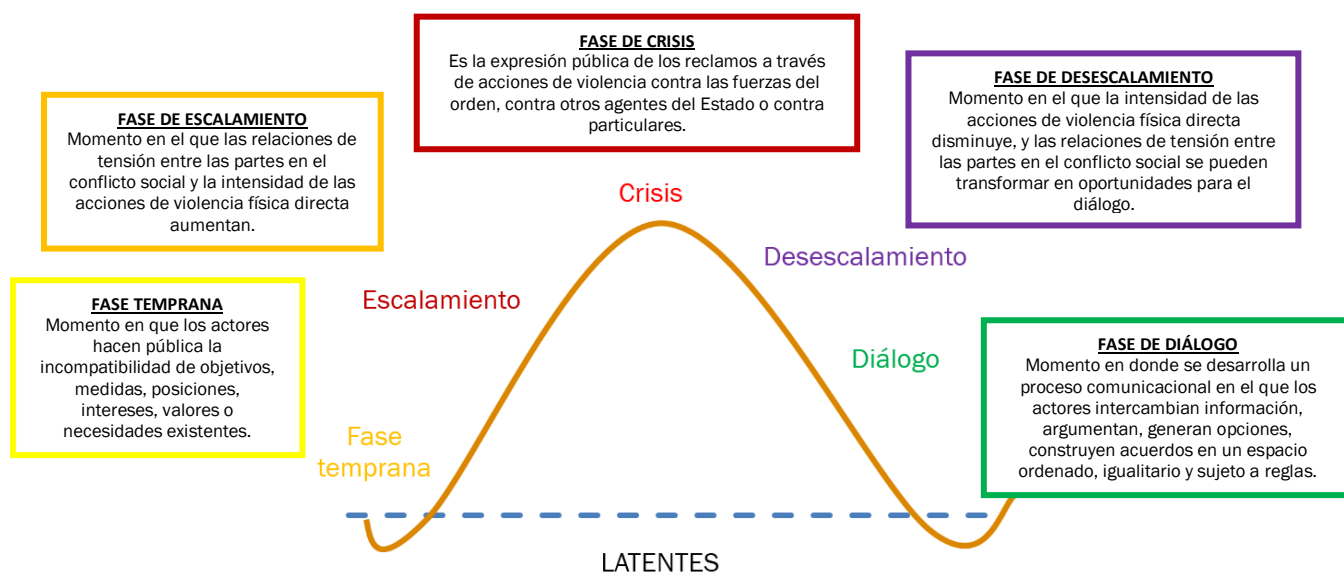 FASE DE CRISIS
Es la expresión pública de los reclamos a través
de acciones de violencia contra las fuerzas del
orden, contra otros agentes del Estado o contra
particulares.
FASE DE ESCALAMIENTO
Momento en el que las relaciones de
tensión entre las partes en el
conflicto social y la intensidad de las
acciones de violencia física directa
aumentan.
FASE DE DESESCALAMIENTO
Momento en el que la intensidad de las
acciones de violencia física directa
disminuye, y las relaciones de tensión entre
las partes en el conflicto social se pueden
transformar en oportunidades para el
diálogo.
Crisis
Desescalamiento
Escalamiento
FASE TEMPRANA
Momento en que los actores
hacen pública la
incompatibilidad de objetivos,
medidas, posiciones,
intereses, valores o
necesidades existentes.
Diálogo
FASE DE DIÁLOGO
Momento en donde se desarrolla un
proceso comunicacional en el que los
actores intercambian información,
argumentan, generan opciones,
construyen acuerdos en un espacio
ordenado, igualitario y sujeto a reglas.
Fase
temprana
LATENTES